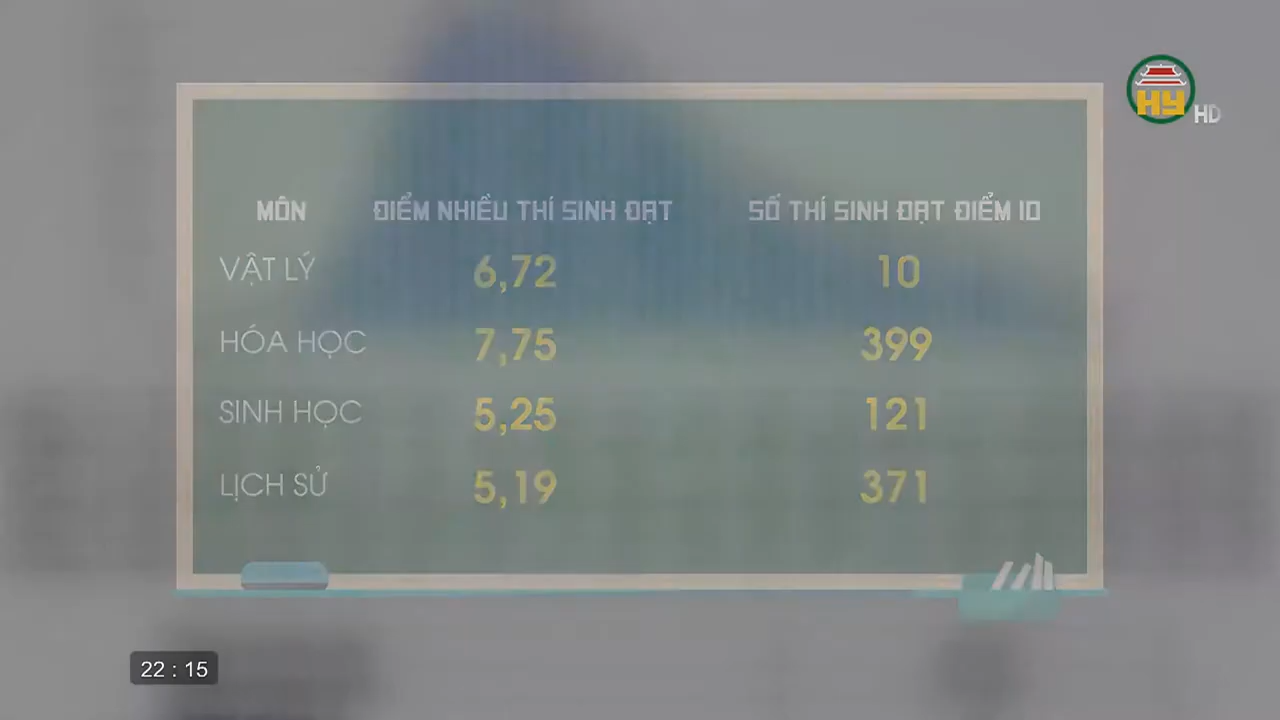 HY HD
MÔN ĐIỂM NHIỀU THÍ SINH ĐẠT SỐ THÍ SINH ĐẠT ĐIỂM 10
VẬT LÝ 6,72 10
HÓA HỌC 7,75 399
SINH HỌC 5,25 121
LỊCH SỬ 5,19 371
22 : 15